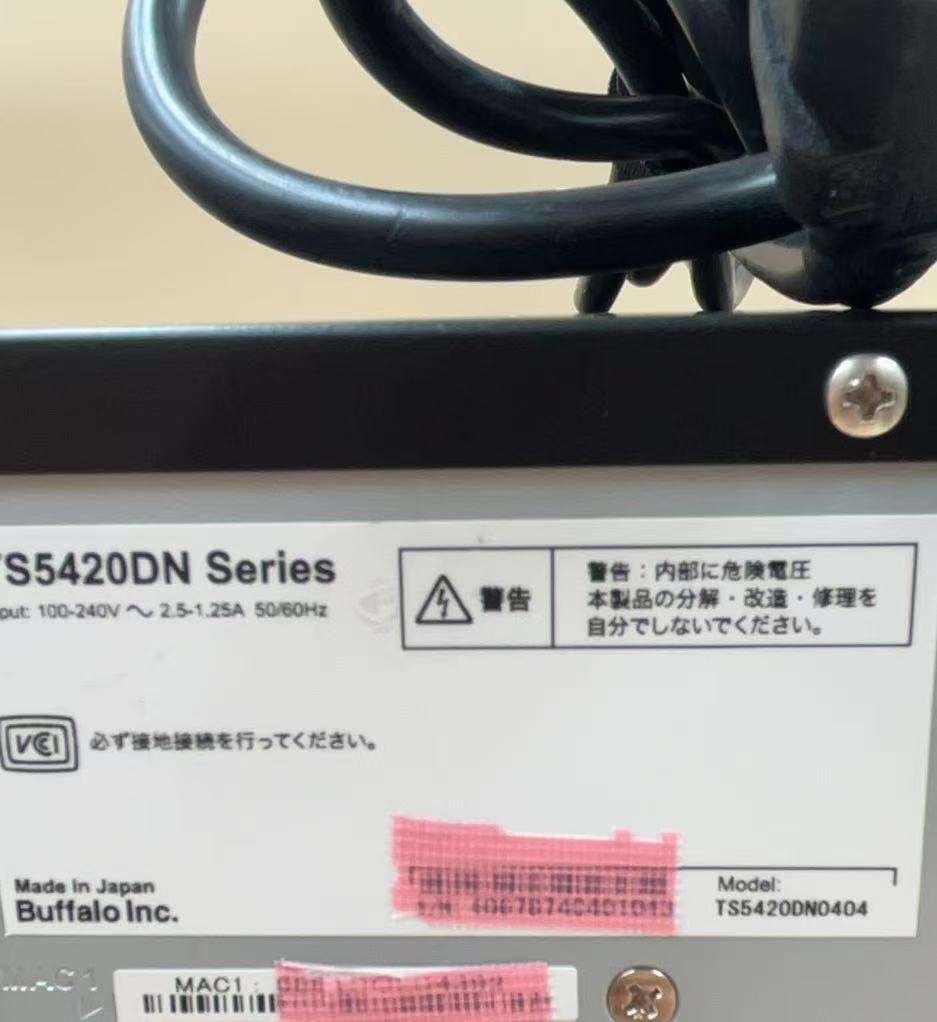 TS5420DN Series
put: 100-240V ～ 2.5-1.25A 50/60Hz
警告
警告：内部に危険電圧
本製品の分解・改造・修理を
自分でしないでください。
VCCI
必ず接地接続を行ってください。
Made in Japan
Buffalo Inc.
Model:
TS5420DN0404
MAC1
MAC1 :